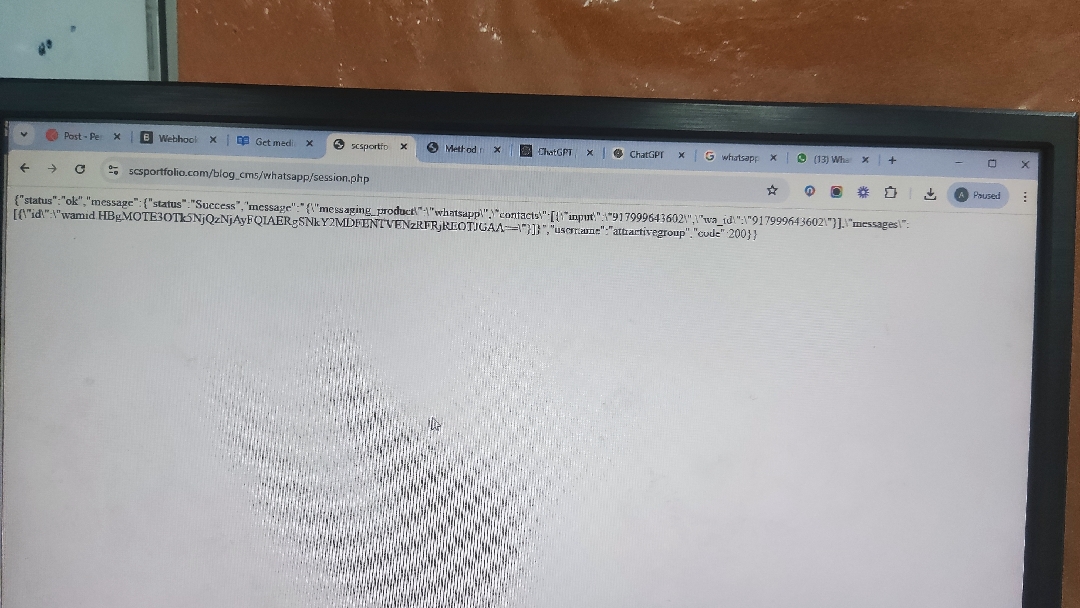 Post - Pe
Webhool
Get medi
scsportfo
Method
ChatGPT
ChatGPT
whatsapp
(13) Wha
scsportfolio.com/blog_cms/whatsapp/session.php
Paused
{"status":"ok","message":{"status":"Success","message":"{\"messaging_product\":\"whatsapp\",\"contacts\":[{\"input\":\"917999643602\",\"wa_id\":\"917999643602\"}],\"messages\":
[{\"id\":\"wamid.\"}]}","username":"attractivegroup","code":200}}